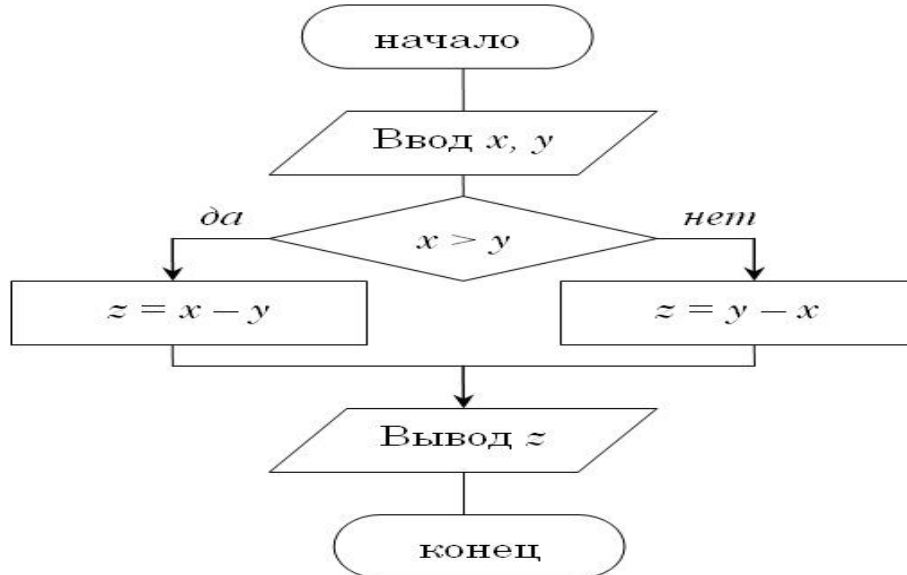 начало
Ввод x, y
да
нет
x > y
z = x – y
z = y – x
Вывод z
конец